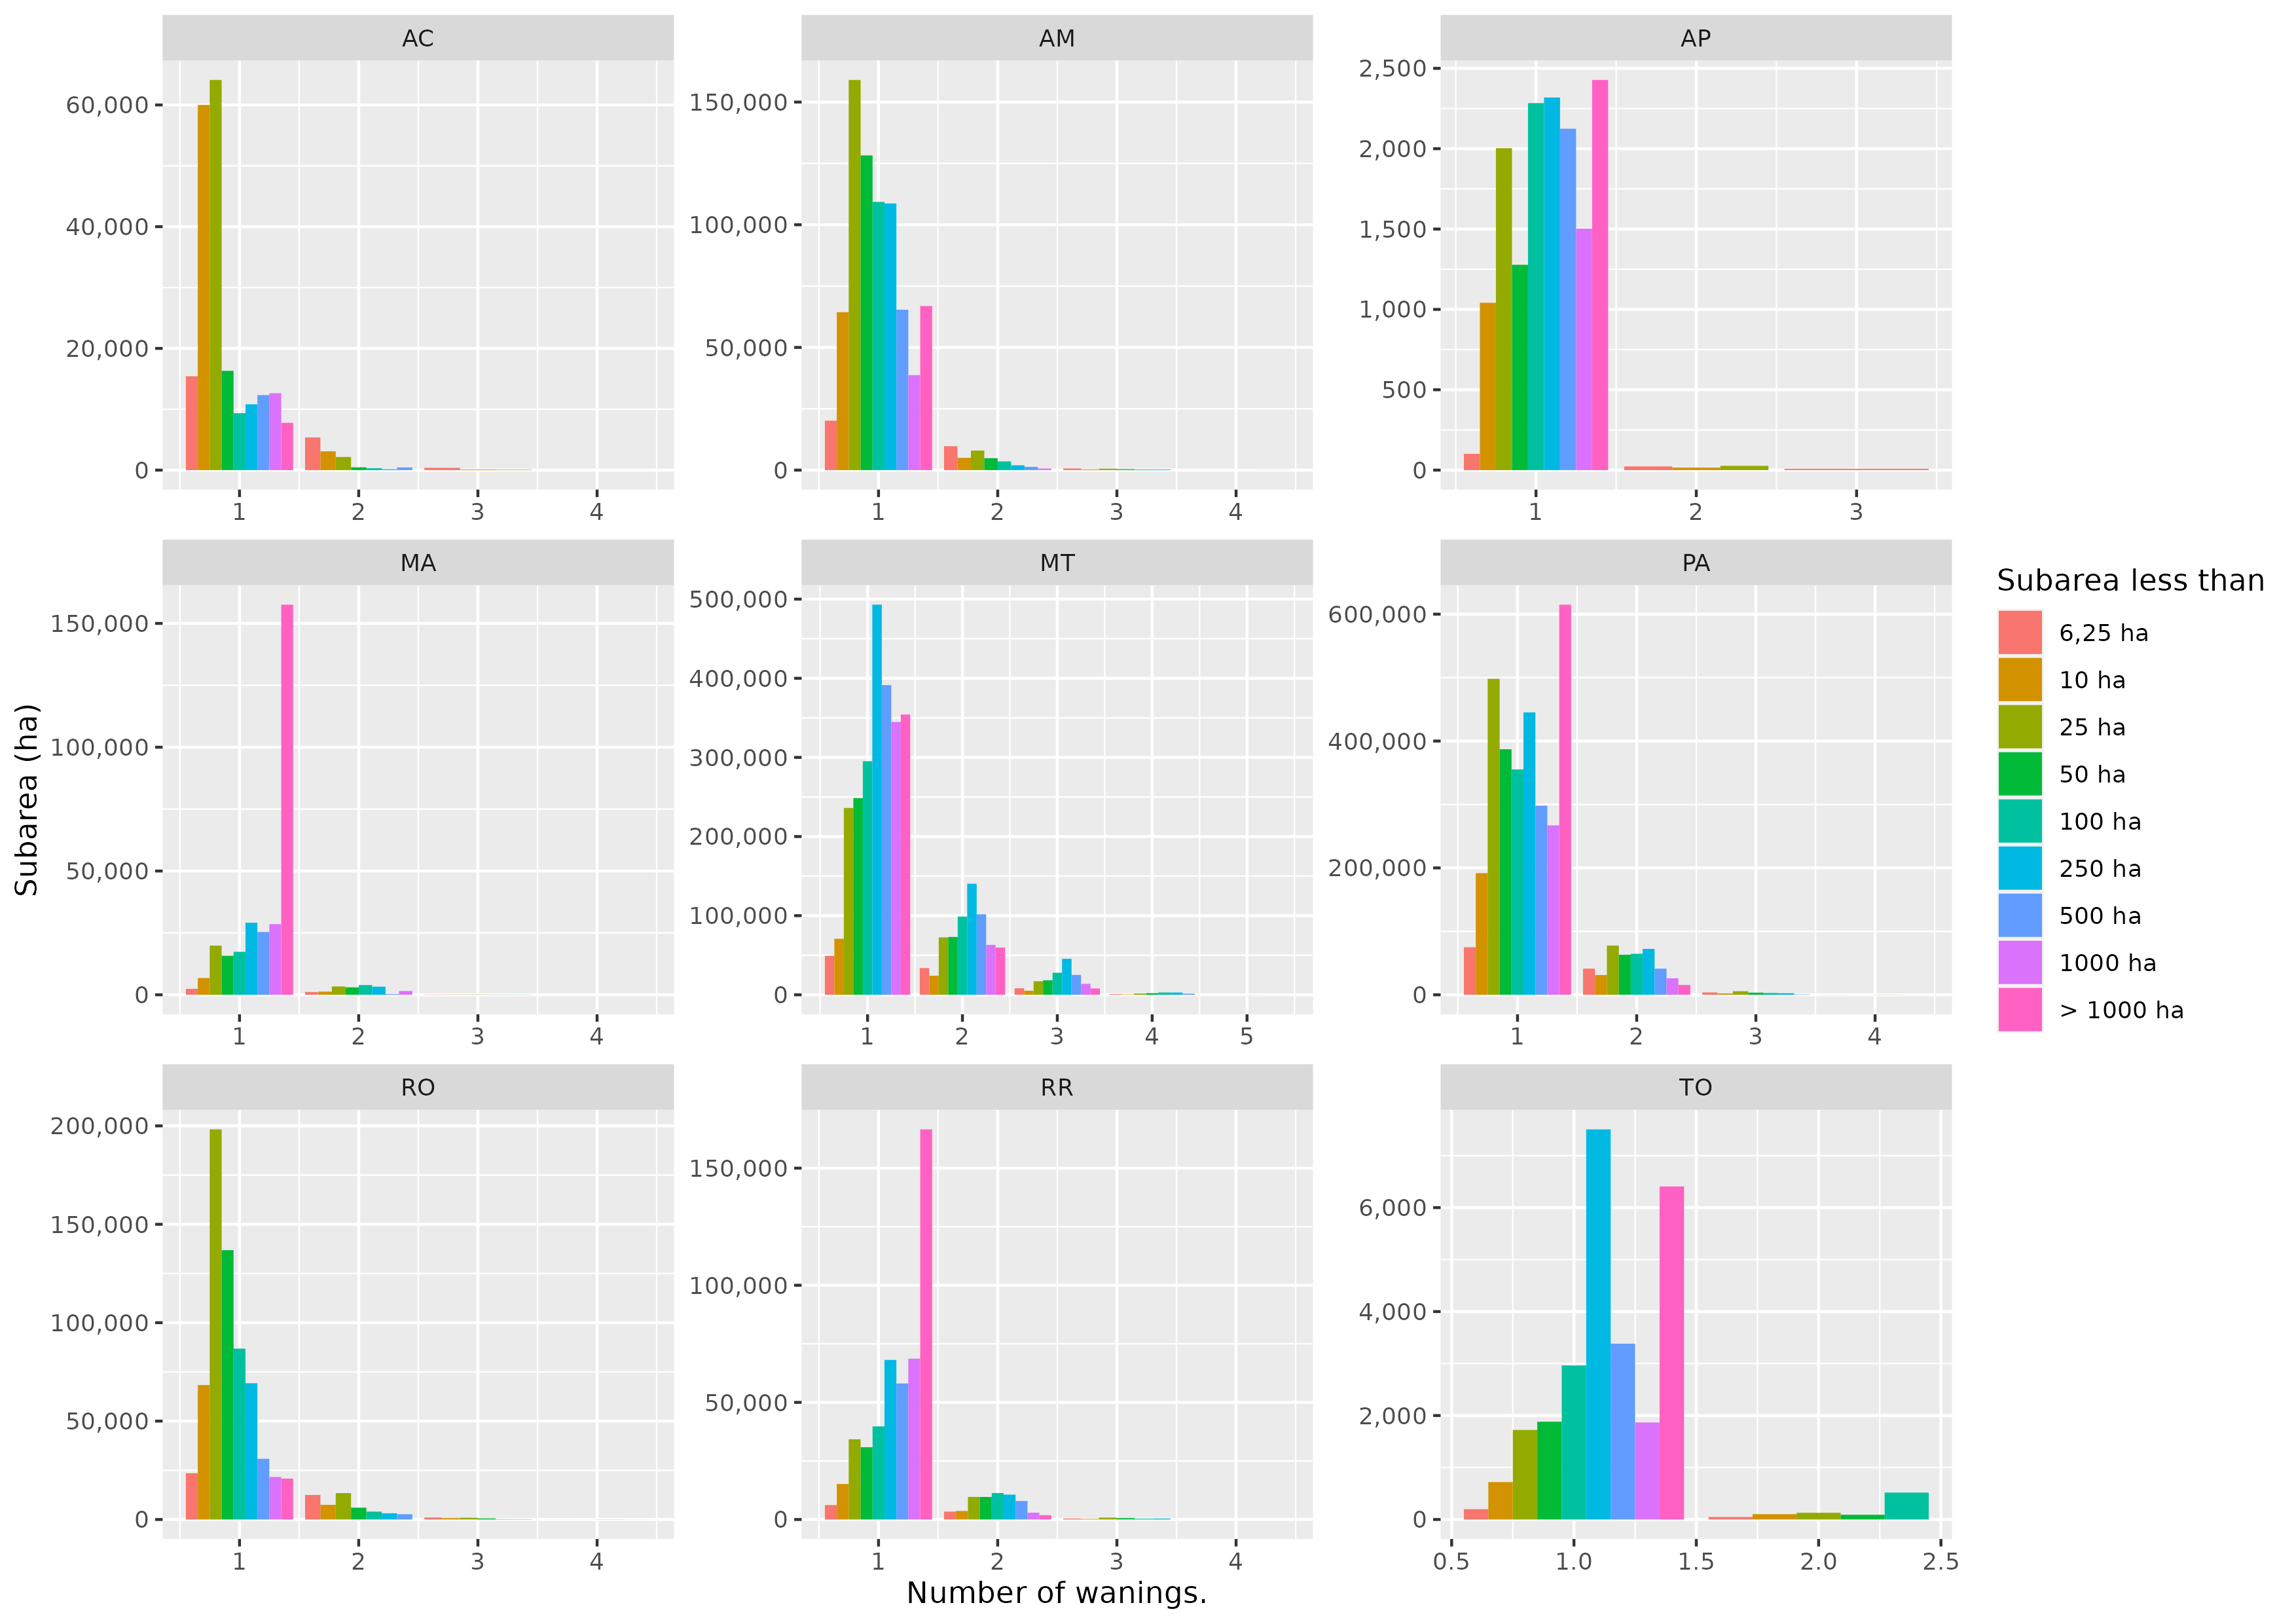 AC
60,000
40,000
20,000
0
1 2 3 4
AM
150,000
100,000
50,000
0
1 2 3 4
AP
2,500
2,000
1,500
1,000
500
0
1 2 3
MA
150,000
100,000
50,000
0
1 2 3 4
MT
500,000
400,000
300,000
200,000
100,000
0
1 2 3 4 5
PA
600,000
400,000
200,000
0
1 2 3 4
RO
200,000
150,000
100,000
50,000
0
1 2 3 4
RR
150,000
100,000
50,000
0
1 2 3 4
TO
6,000
4,000
2,000
0
0.5 1.0 1.5 2.0 2.5
Subarea (ha)
Number of wanings.
Subarea less than
6,25 ha
10 ha
25 ha
50 ha
100 ha
250 ha
500 ha
1000 ha
> 1000 ha